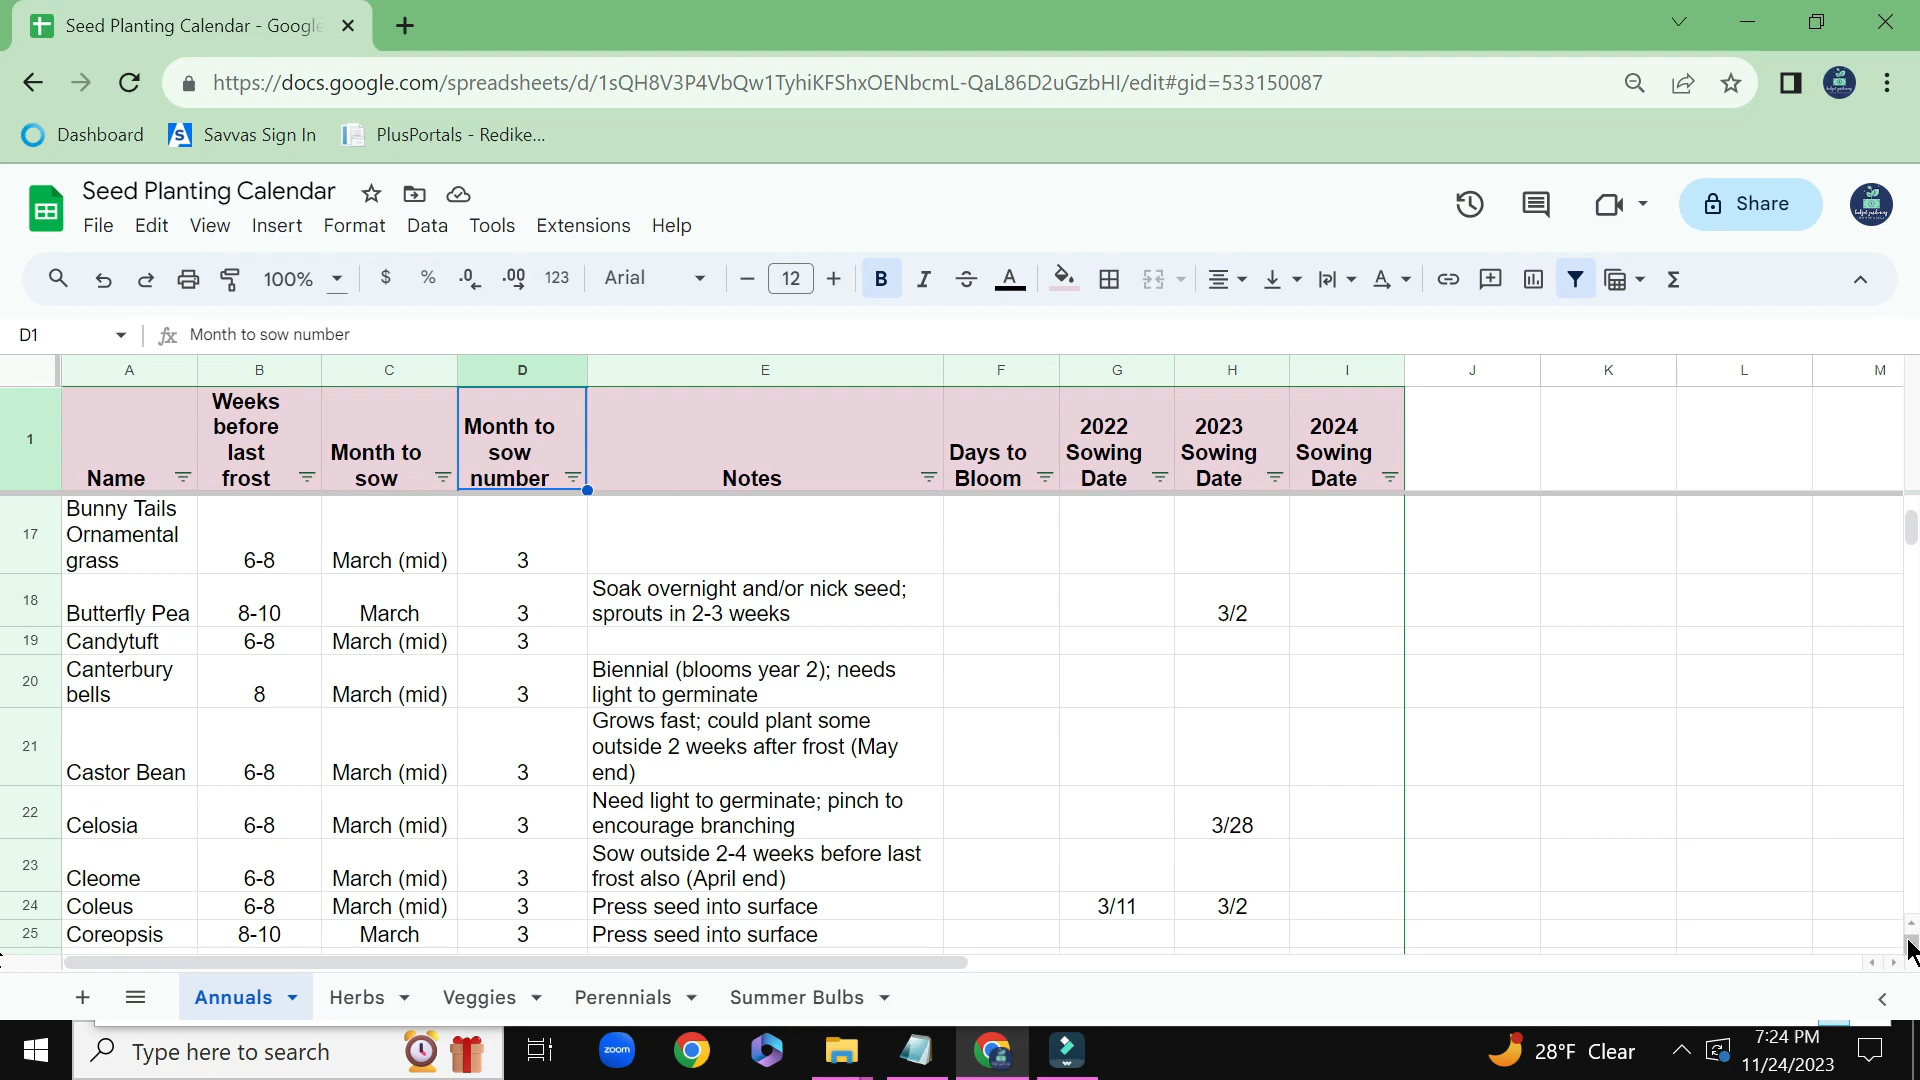 Seed Planting Calendar - Google
https://docs.google.com/spreadsheets/d/1sQH8V3P4VbQw1TyhiKFShxOENbcmL-QaL86D2uGzbHI/edit#gid=533150087
Dashboard Savvas Sign In PlusPortals - Redike...
Seed Planting Calendar
File Edit View Insert Format Data Tools Extensions Help
Share
100% $ % .0 .00 123 Arial 12 B I A A Σ
D1 fx Month to sow number
A B C D E F G H I J K L M
1
Weeks
before
last
frost
Name
Month to
sow
Month to
sow
number
Notes
Days to
Bloom
2022
Sowing
Date
2023
Sowing
Date
2024
Sowing
Date
17 Bunny Tails
Ornamental
grass 6-8 March (mid) 3
18 Soak overnight and/or nick seed;
Butterfly Pea 8-10 March 3 sprouts in 2-3 weeks 3/2
19 Candytuft 6-8 March (mid) 3
20 Canterbury Biennial (blooms year 2); needs
bells 8 March (mid) 3 light to germinate
21 Grows fast; could plant some
outside 2 weeks after frost (May
Castor Bean 6-8 March (mid) 3 end)
22 Need light to germinate; pinch to
Celosia 6-8 March (mid) 3 encourage branching 3/28
23 Sow outside 2-4 weeks before last
Cleome 6-8 March (mid) 3 frost also (April end)
24 Coleus 6-8 March (mid) 3 Press seed into surface 3/11 3/2
25 Coreopsis 8-10 March 3 Press seed into surface
Annuals Herbs Veggies Perennials Summer Bulbs
Type here to search zoom 28°F Clear 7:24 PM
11/24/2023